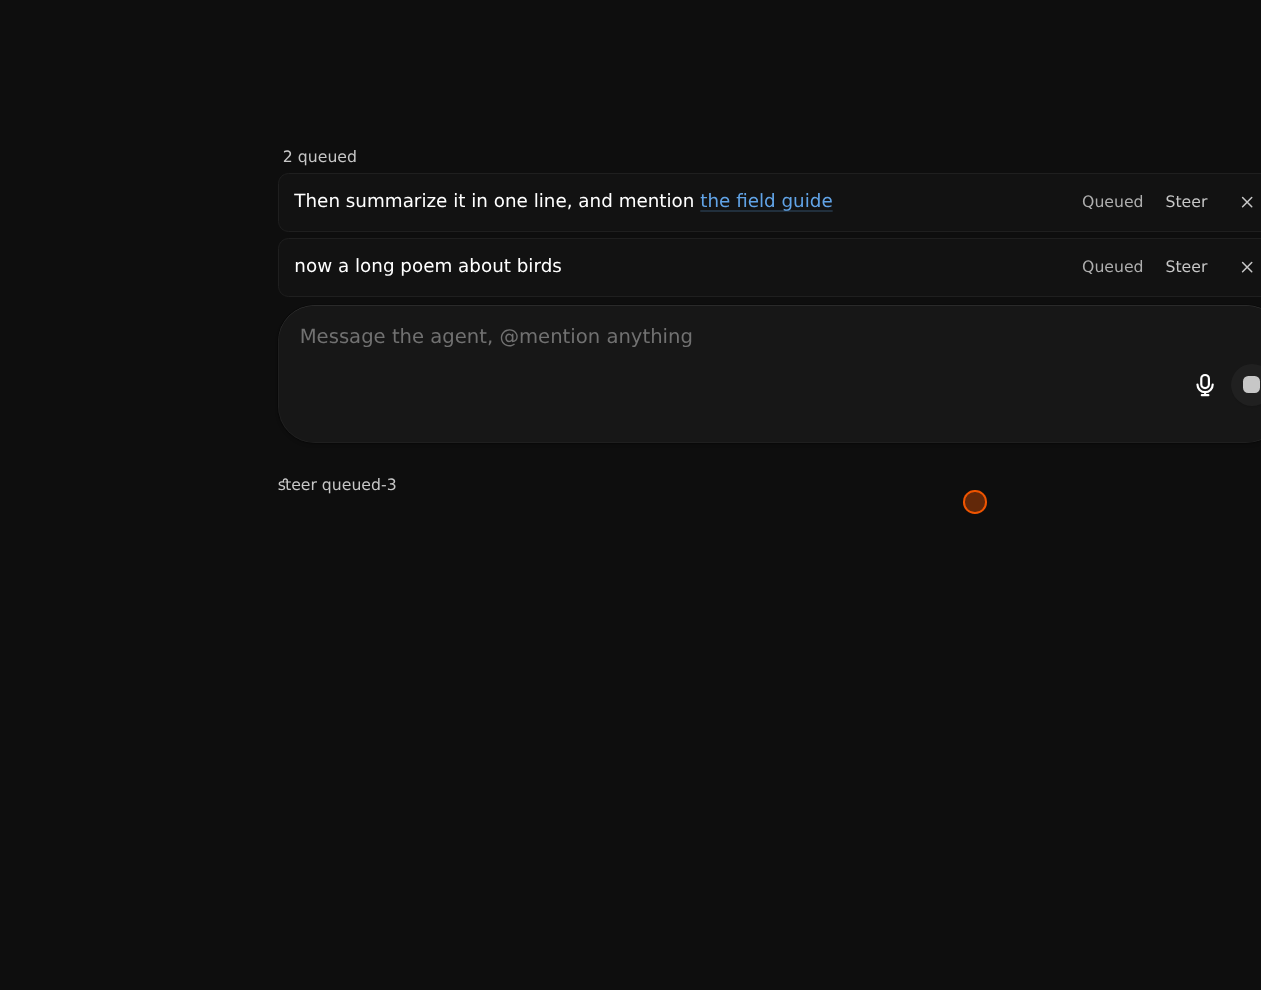 2 queued
Then summarize it in one line, and mention the field guide Queued Steer ×
now a long poem about birds Queued Steer ×
Message the agent, @mention anything
steer queued-3